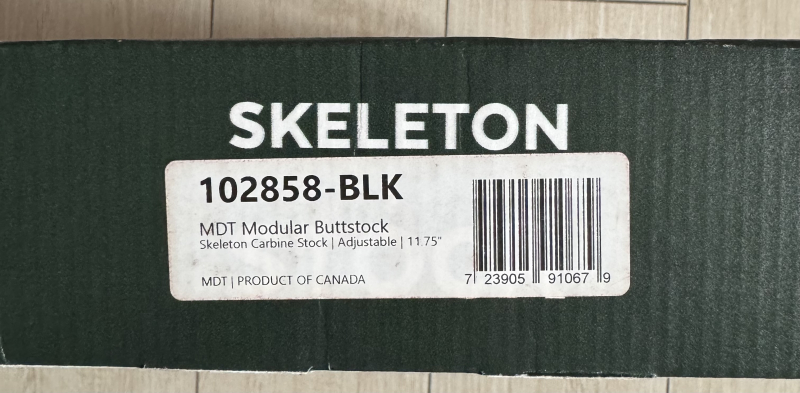 SKELETON
102858-BLK
MDT Modular Buttstock
Skeleton Carbine Stock | Adjustable | 11.75"
MDT | PRODUCT OF CANADA
7 23905 91067 9